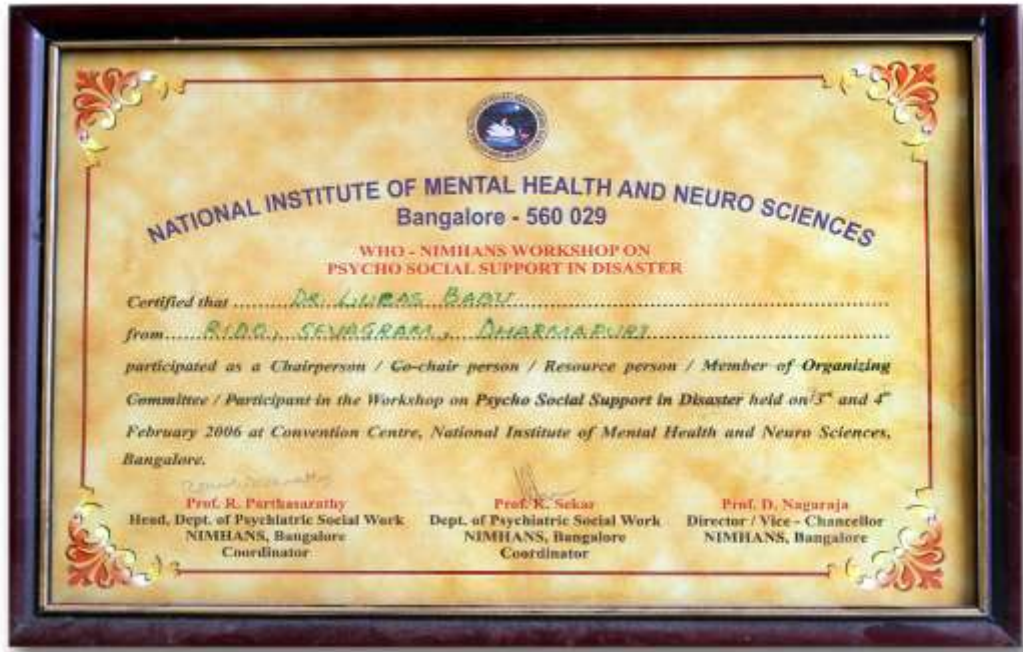 NATIONAL INSTITUTE OF MENTAL HEALTH AND NEURO SCIENCES
Bangalore - 560 029
WHO - NIMHANS WORKSHOP ON
PSYCHO SOCIAL SUPPORT IN DISASTER
Certified that ...... DR. BABU ......
from ...... RIDO, SEVAGRAM, DHARMAPURI ......
participated as a Chairperson / Co-chair person / Resource person / Member of Organizing
Committee / Participant in the Workshop on Psycho Social Support in Disaster held on 3rd and 4th
February 2006 at Convention Centre, National Institute of Mental Health and Neuro Sciences,
Bangalore.
Prof. R. Parthasarathy
Head, Dept. of Psychiatric Social Work
NIMHANS, Bangalore
Coordinator
Prof. K. Sekar
Dept. of Psychiatric Social Work
NIMHANS, Bangalore
Coordinator
Prof. D. Nagaraja
Director / Vice - Chancellor
NIMHANS, Bangalore